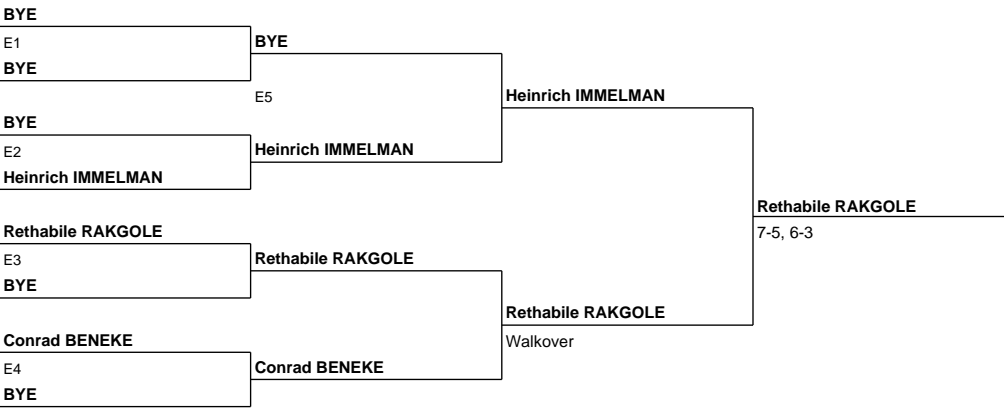 BYE
E1
BYE
BYE
E5
Heinrich IMMELMAN
BYE
E2
Heinrich IMMELMAN
Heinrich IMMELMAN
Rethabile RAKGOLE
7-5, 6-3
Rethabile RAKGOLE
E3
Rethabile RAKGOLE
BYE
Rethabile RAKGOLE
Walkover
Conrad BENEKE
E4
Conrad BENEKE
BYE